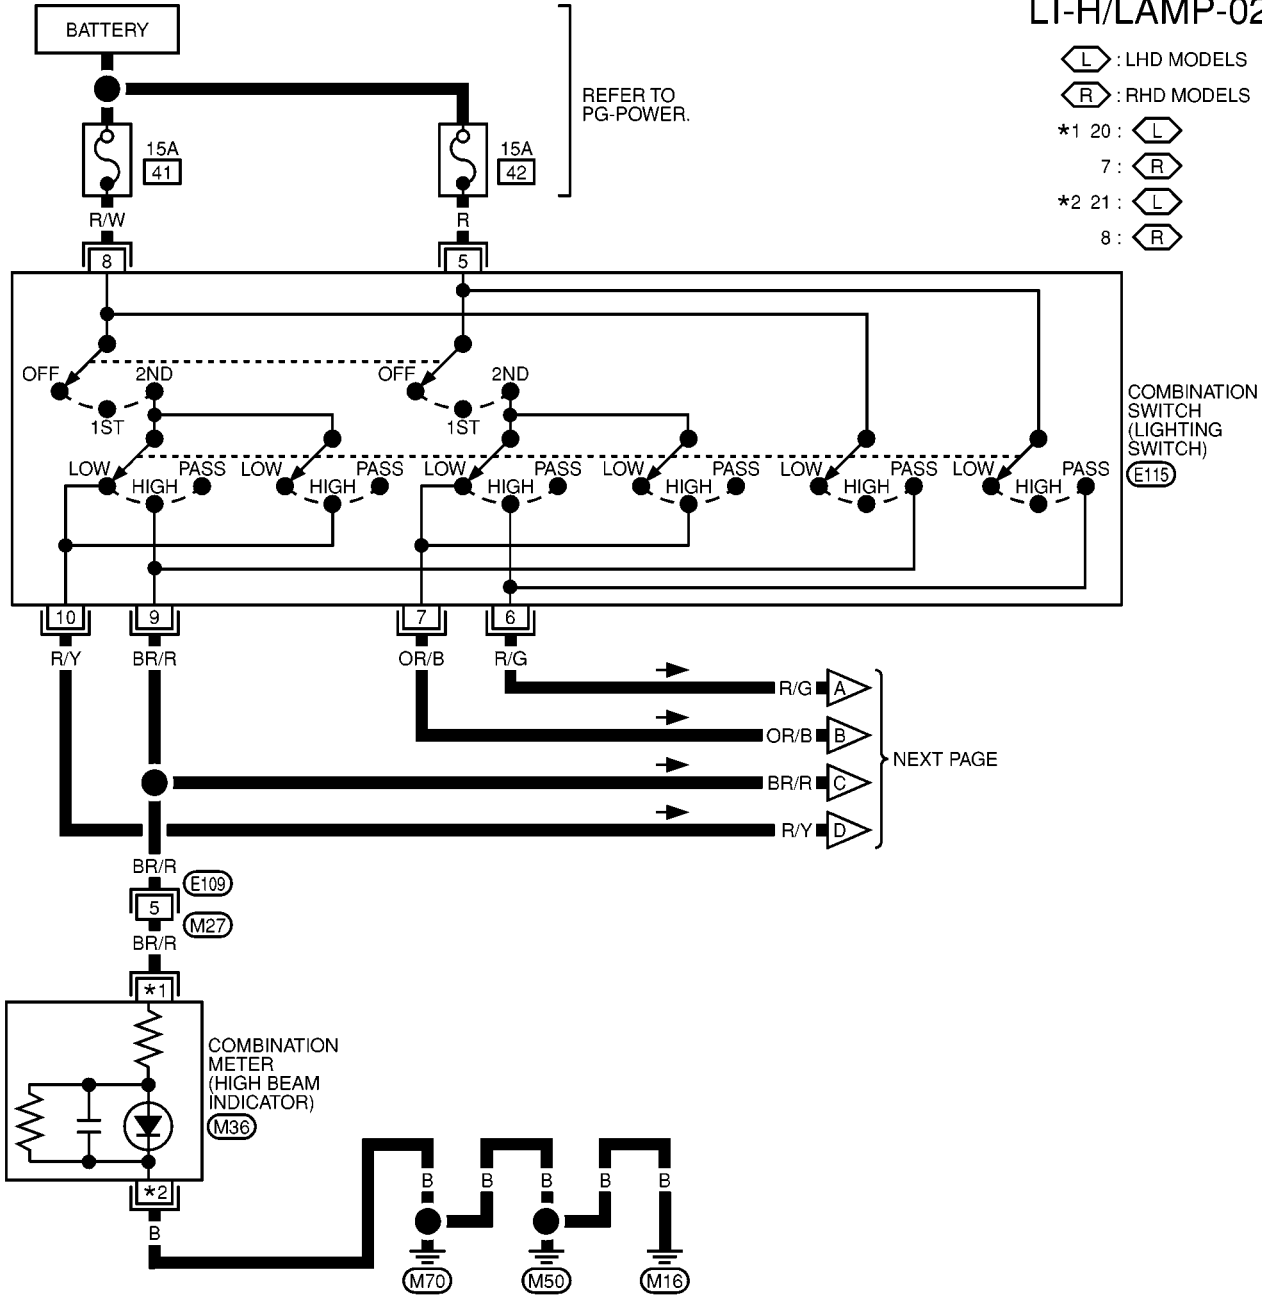 LT-H/LAMP-02
BATTERY
L : LHD MODELS
R : RHD MODELS
*1 20 : L
7 : R
*2 21 : L
8 : R
REFER TO
PG-POWER.
15A
41
15A
42
R/W
R
8
5
OFF
2ND
1ST
OFF
2ND
1ST
LOW
HIGH
PASS
LOW
HIGH
PASS
LOW
HIGH
PASS
LOW
HIGH
PASS
LOW
HIGH
PASS
LOW
HIGH
PASS
COMBINATION
SWITCH
(LIGHTING
SWITCH)
E115
10
9
7
6
R/Y
BR/R
OR/B
R/G
R/G A
OR/B B
BR/R C
R/Y D
NEXT PAGE
BR/R
E109
5
M27
BR/R
*1
COMBINATION
METER
(HIGH BEAM
INDICATOR)
M36
*2
B
B
B
B
B
B
M70
M50
M16